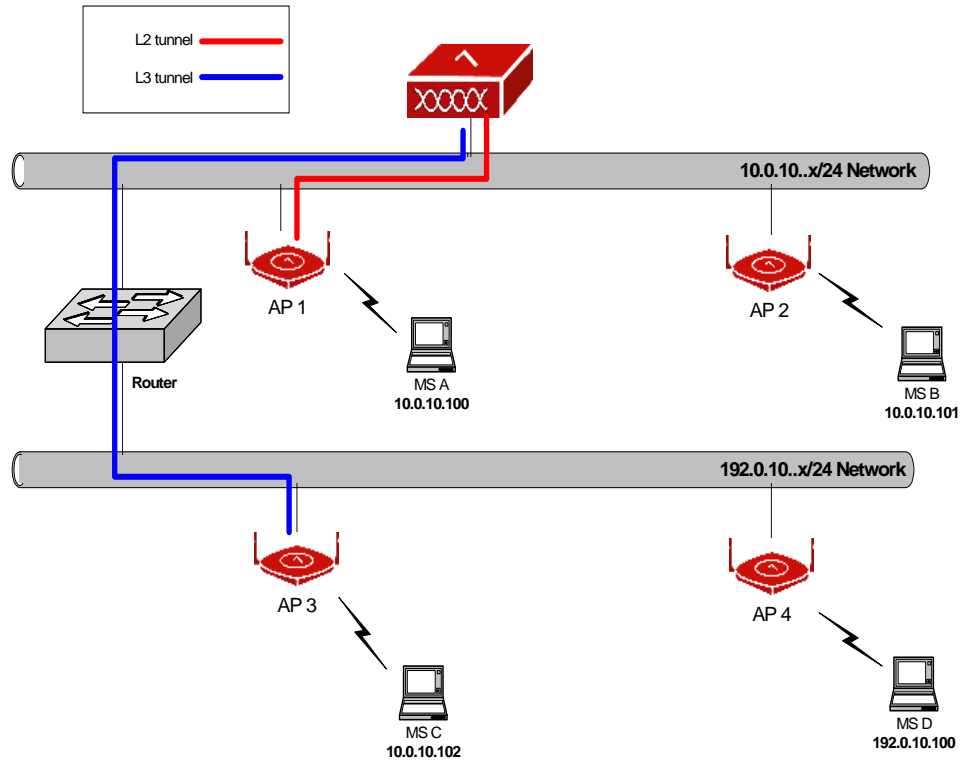 L2 tunnel
L3 tunnel
10.0.10..x/24 Network
AP 1
AP 2
MS A
10.0.10.100
MS B
10.0.10.101
Router
192.0.10..x/24 Network
AP 3
AP 4
MS C
10.0.10.102
MS D
192.0.10.100